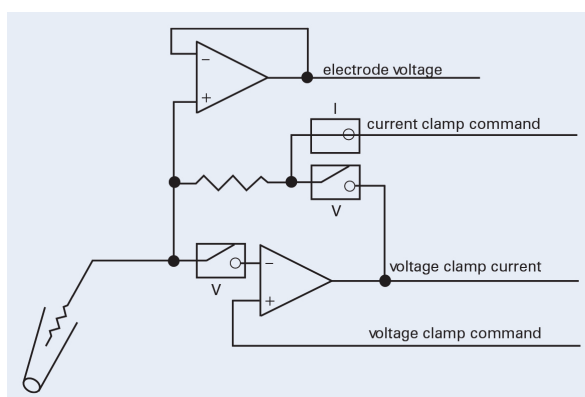 −
electrode voltage
+
I
current clamp command
V
voltage clamp current
V
−
+
voltage clamp command